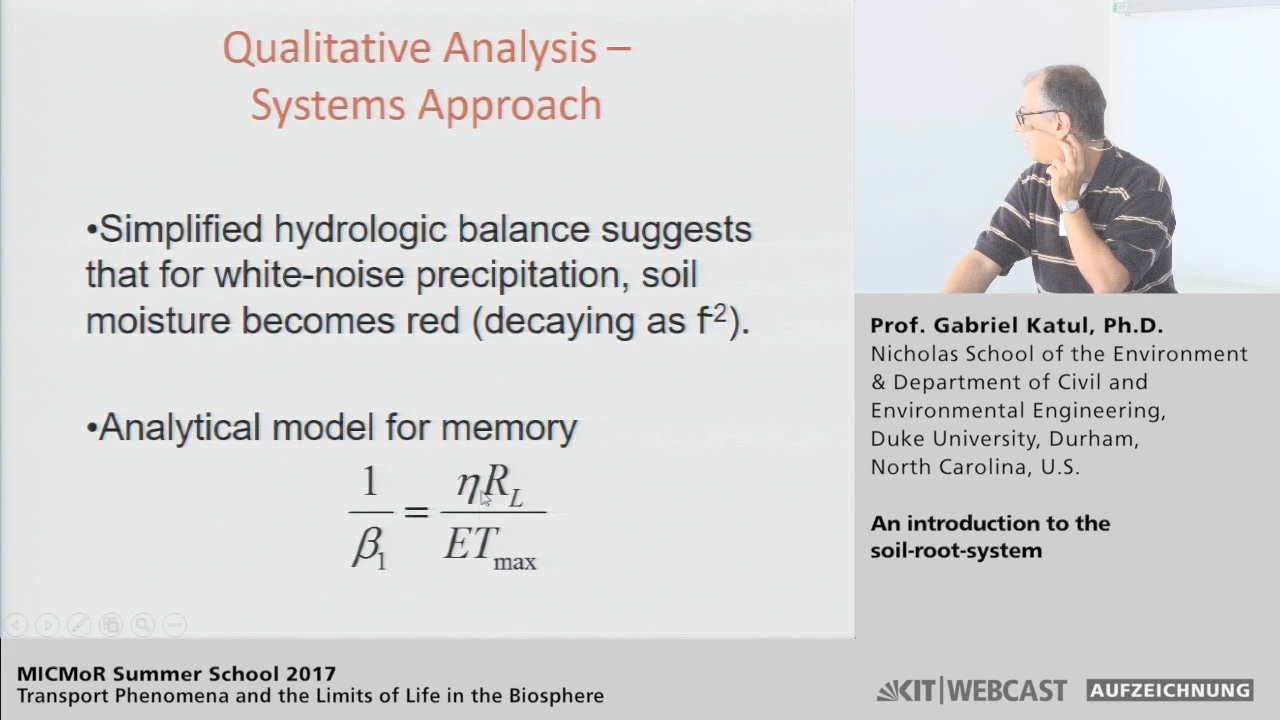 Qualitative Analysis –
Systems Approach
•Simplified hydrologic balance suggests
that for white-noise precipitation, soil
moisture becomes red (decaying as f⁻²).
•Analytical model for memory
1/β₁ = ηR_L/ET_max
Prof. Gabriel Katul, Ph.D.
Nicholas School of the Environment
& Department of Civil and
Environmental Engineering,
Duke University, Durham,
North Carolina, U.S.
An introduction to the
soil-root-system
MICMoR Summer School 2017
Transport Phenomena and the Limits of Life in the Biosphere
KIT|WEBCAST AUFZEICHNUNG